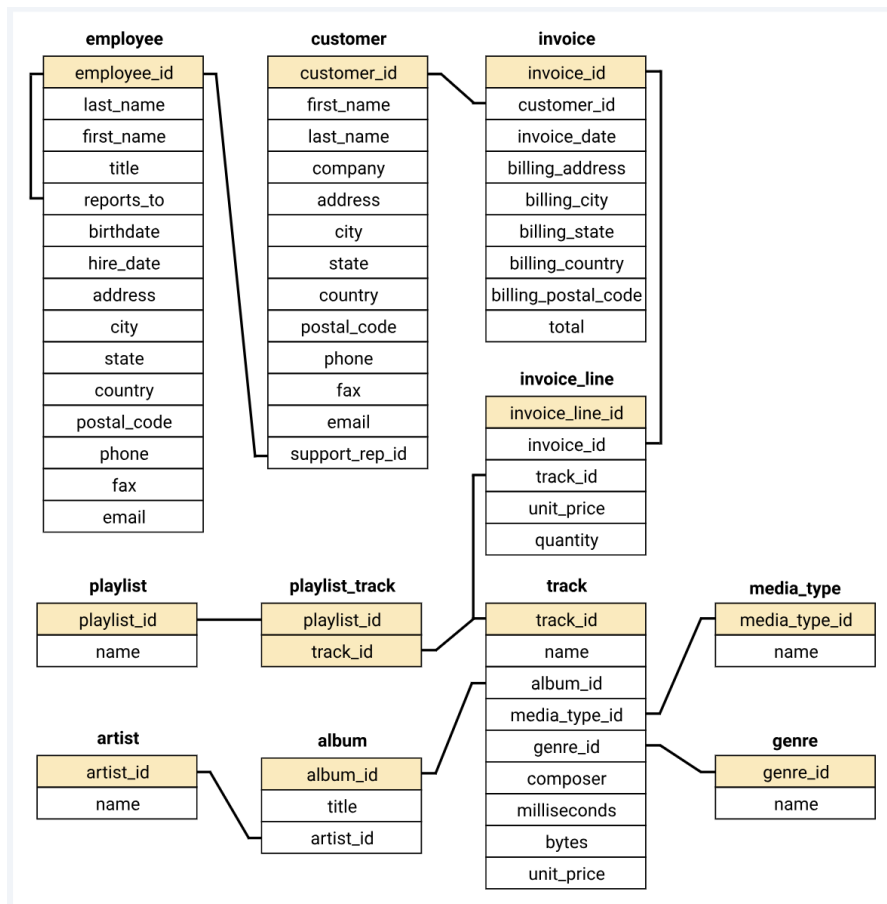 employee
employee_id
last_name
first_name
title
reports_to
birthdate
hire_date
address
city
state
country
postal_code
phone
fax
email
customer
customer_id
first_name
last_name
company
address
city
state
country
postal_code
phone
fax
email
support_rep_id
invoice
invoice_id
customer_id
invoice_date
billing_address
billing_city
billing_state
billing_country
billing_postal_code
total
invoice_line
invoice_line_id
invoice_id
track_id
unit_price
quantity
playlist
playlist_id
name
playlist_track
playlist_id
track_id
track
track_id
name
album_id
media_type_id
genre_id
composer
milliseconds
bytes
unit_price
media_type
media_type_id
name
artist
artist_id
name
album
album_id
title
artist_id
genre
genre_id
name